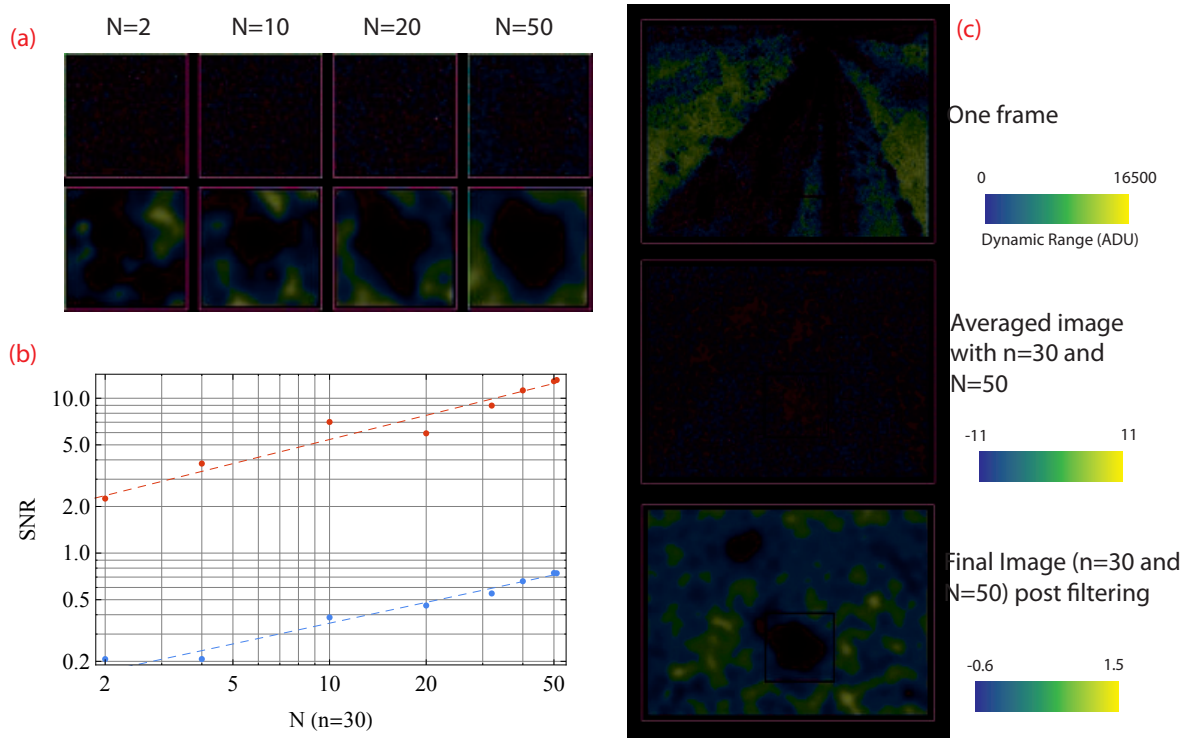 (a)
N=2 N=10 N=20 N=50
(b)
10.0
5.0
2.0
1.0
0.5
0.2
SNR
2 5 10 20 50
N (n=30)
(c)
One frame
0 16500
Dynamic Range (ADU)
Averaged image
with n=30 and
N=50
-11 11
Final Image (n=30 and
N=50) post filtering
-0.6 1.5